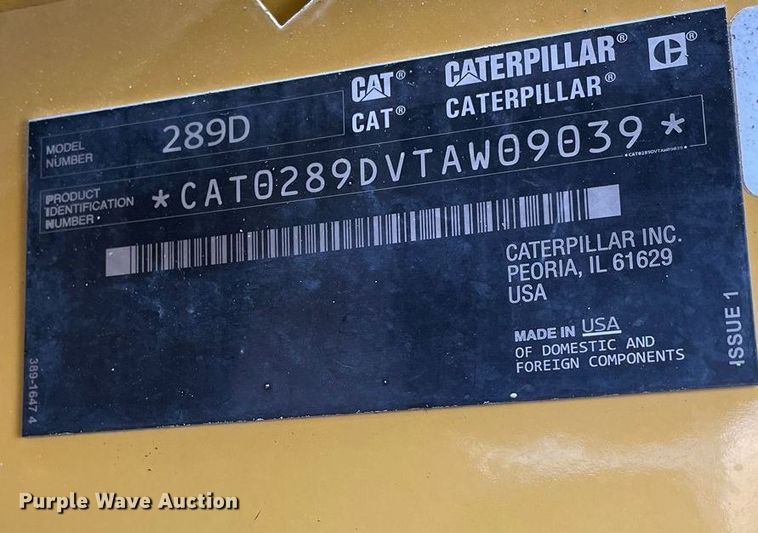 CAT® CATERPILLAR® C®
CAT® CATERPILLAR®
MODEL NUMBER 289D
PRODUCT IDENTIFICATION NUMBER *CAT0289DVTAW09039*
*CAT0289DVTAW09039*
CATERPILLAR INC.
PEORIA, IL 61629
USA
MADE IN USA
OF DOMESTIC AND
FOREIGN COMPONENTS
ISSUE 1
389-1647 4
Purple Wave Auction